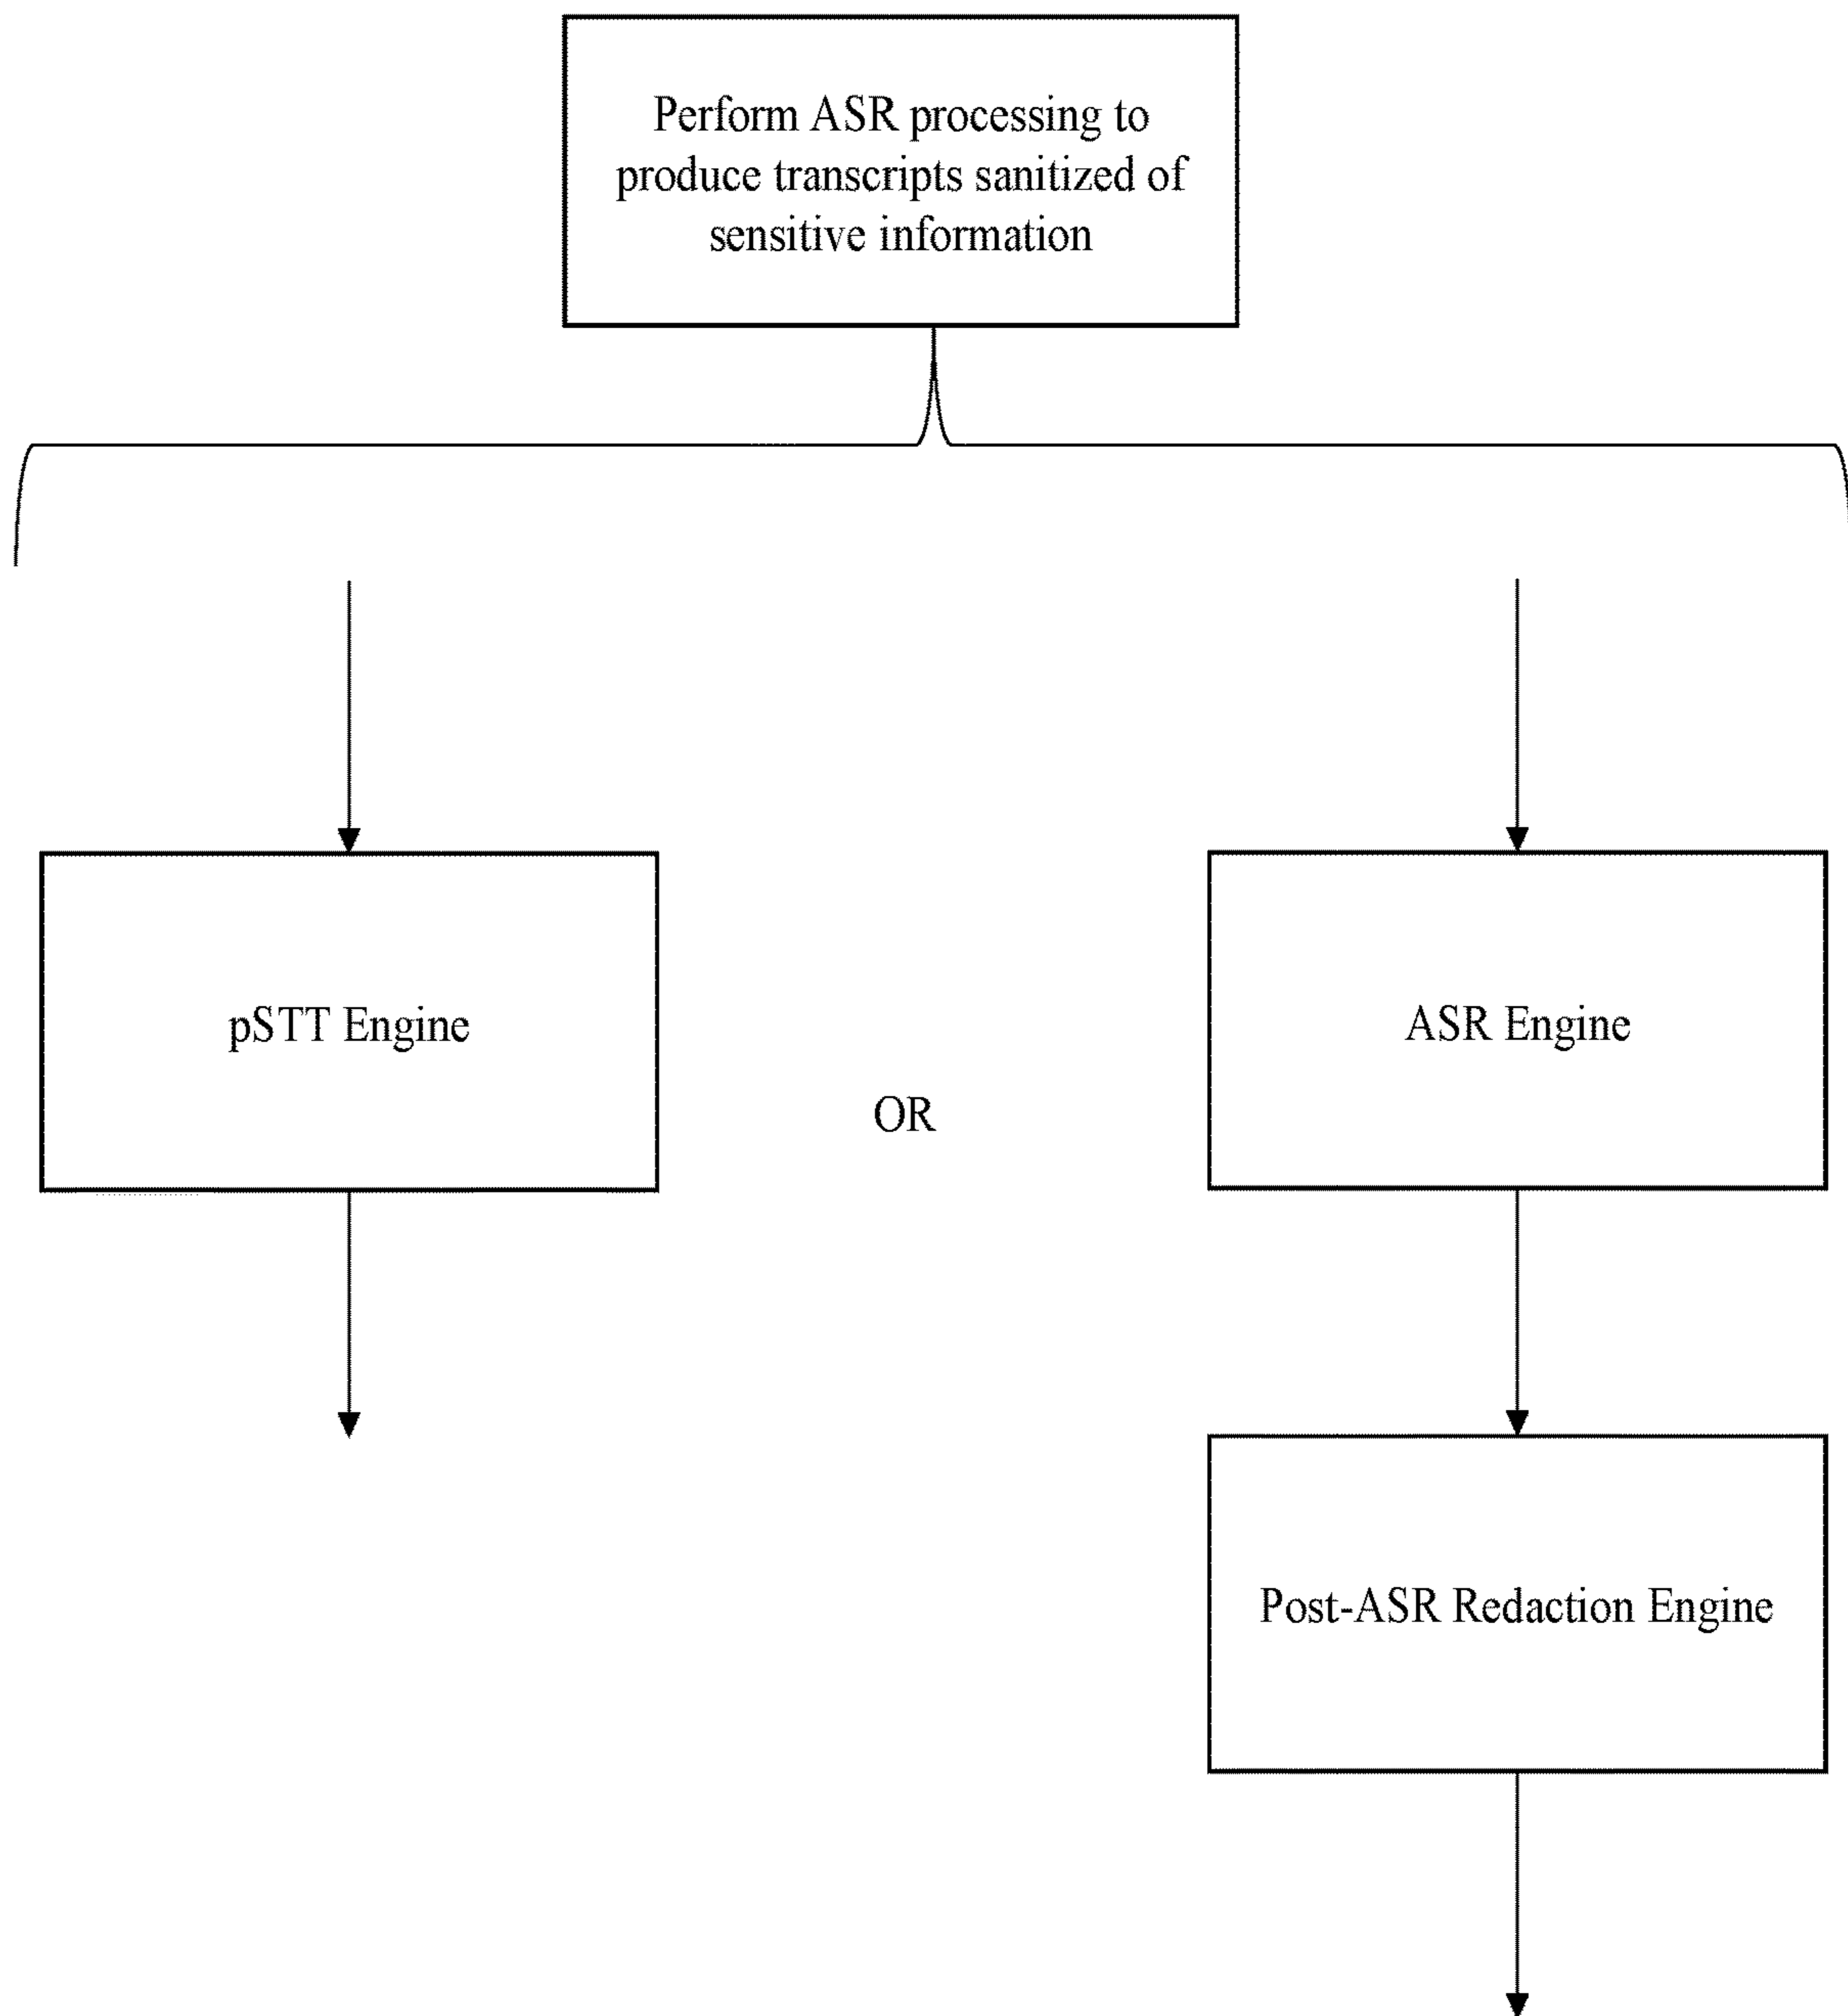 Perform ASR processing to
produce transcripts sanitized of
sensitive information
pSTT Engine
OR
ASR Engine
Post-ASR Redaction Engine